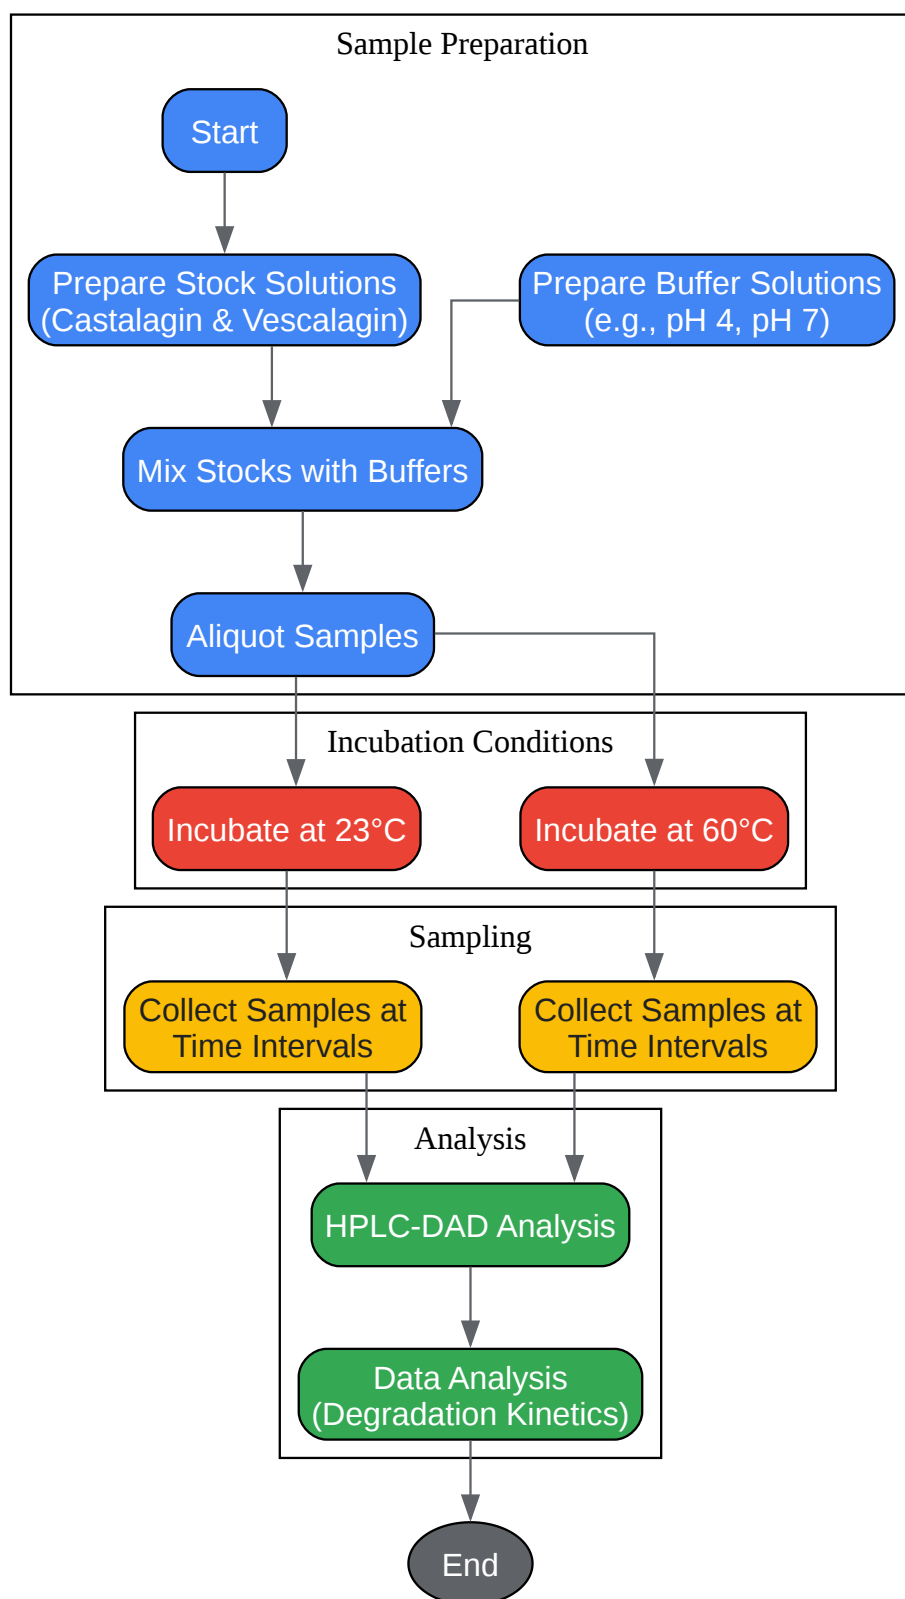 Sample Preparation
Start
Prepare Stock Solutions
(Castalagin & Vescalagin)
Prepare Buffer Solutions
(e.g., pH 4, pH 7)
Mix Stocks with Buffers
Aliquot Samples
Incubation Conditions
Incubate at 23°C
Incubate at 60°C
Sampling
Collect Samples at
Time Intervals
Collect Samples at
Time Intervals
Analysis
HPLC-DAD Analysis
Data Analysis
(Degradation Kinetics)
End